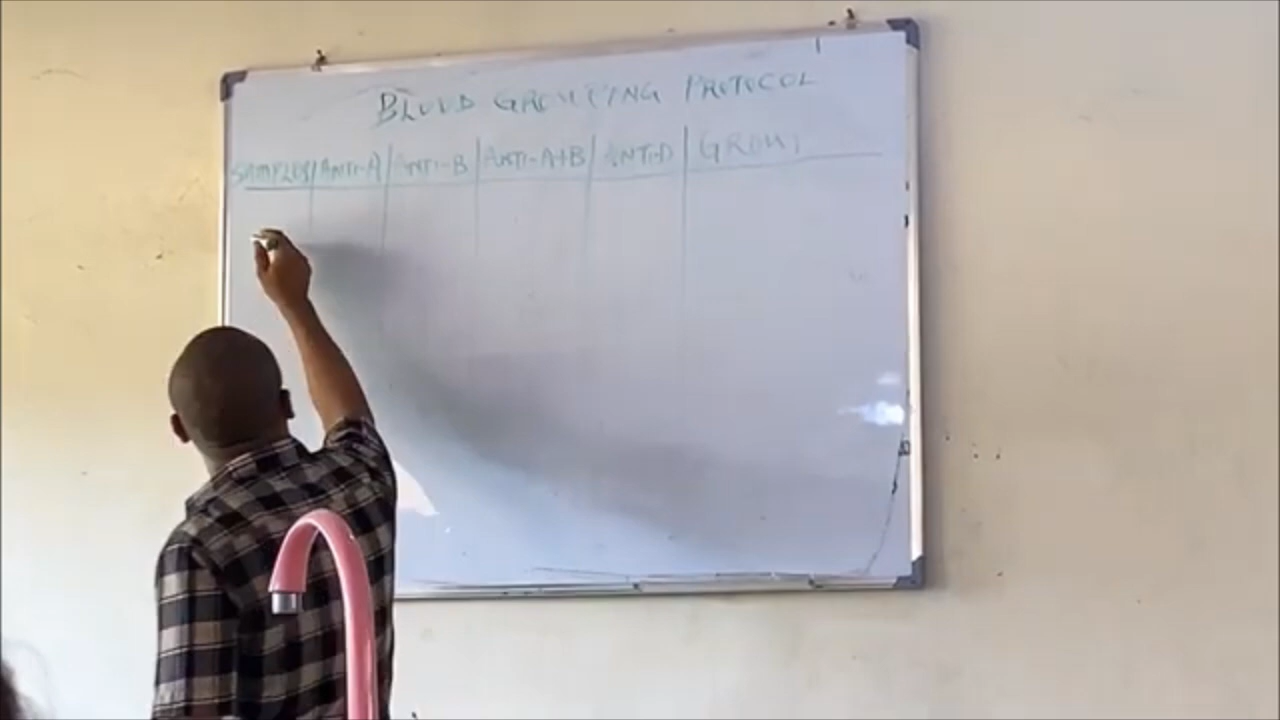 BLOOD GROUPING PROTOCOL
SAMPLES | ANTI-A | ANTI-B | ANTI-A+B | ANTI-D | GROUP